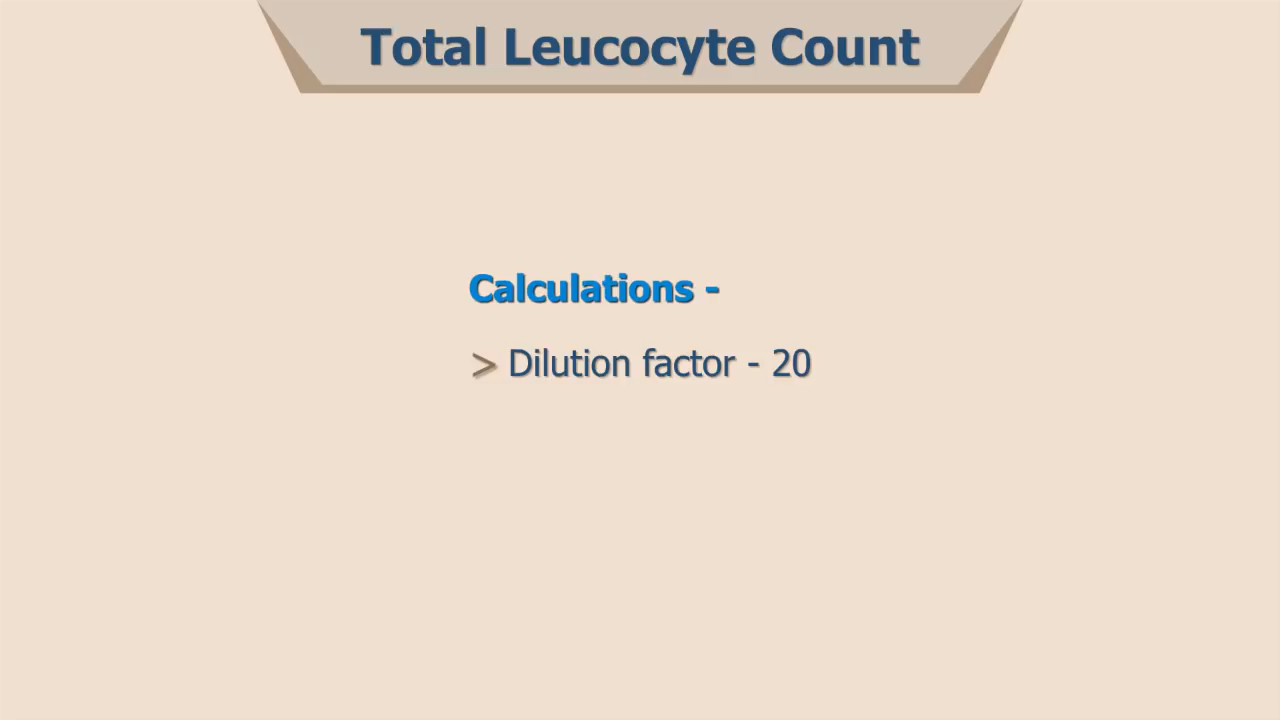 Total Leucocyte Count
Calculations -
> Dilution factor - 20